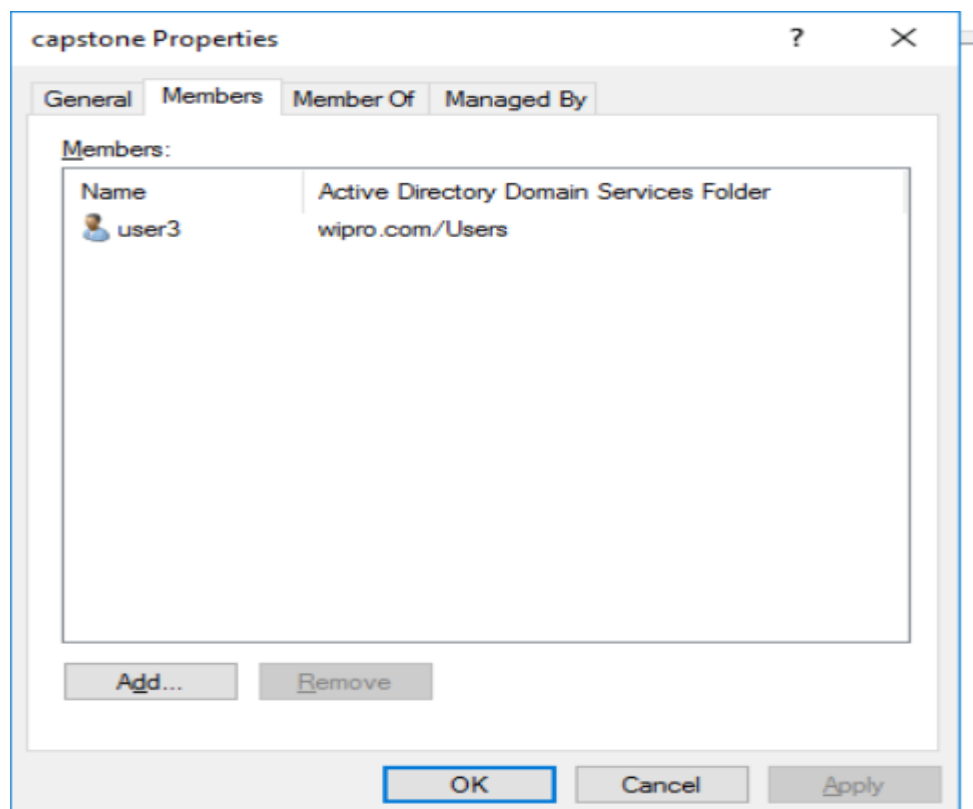 capstone Properties ?
General Members Member Of Managed By
Members:
Name Active Directory Domain Services Folder
user3 wipro.com/Users
Add... Remove
OK Cancel Apply